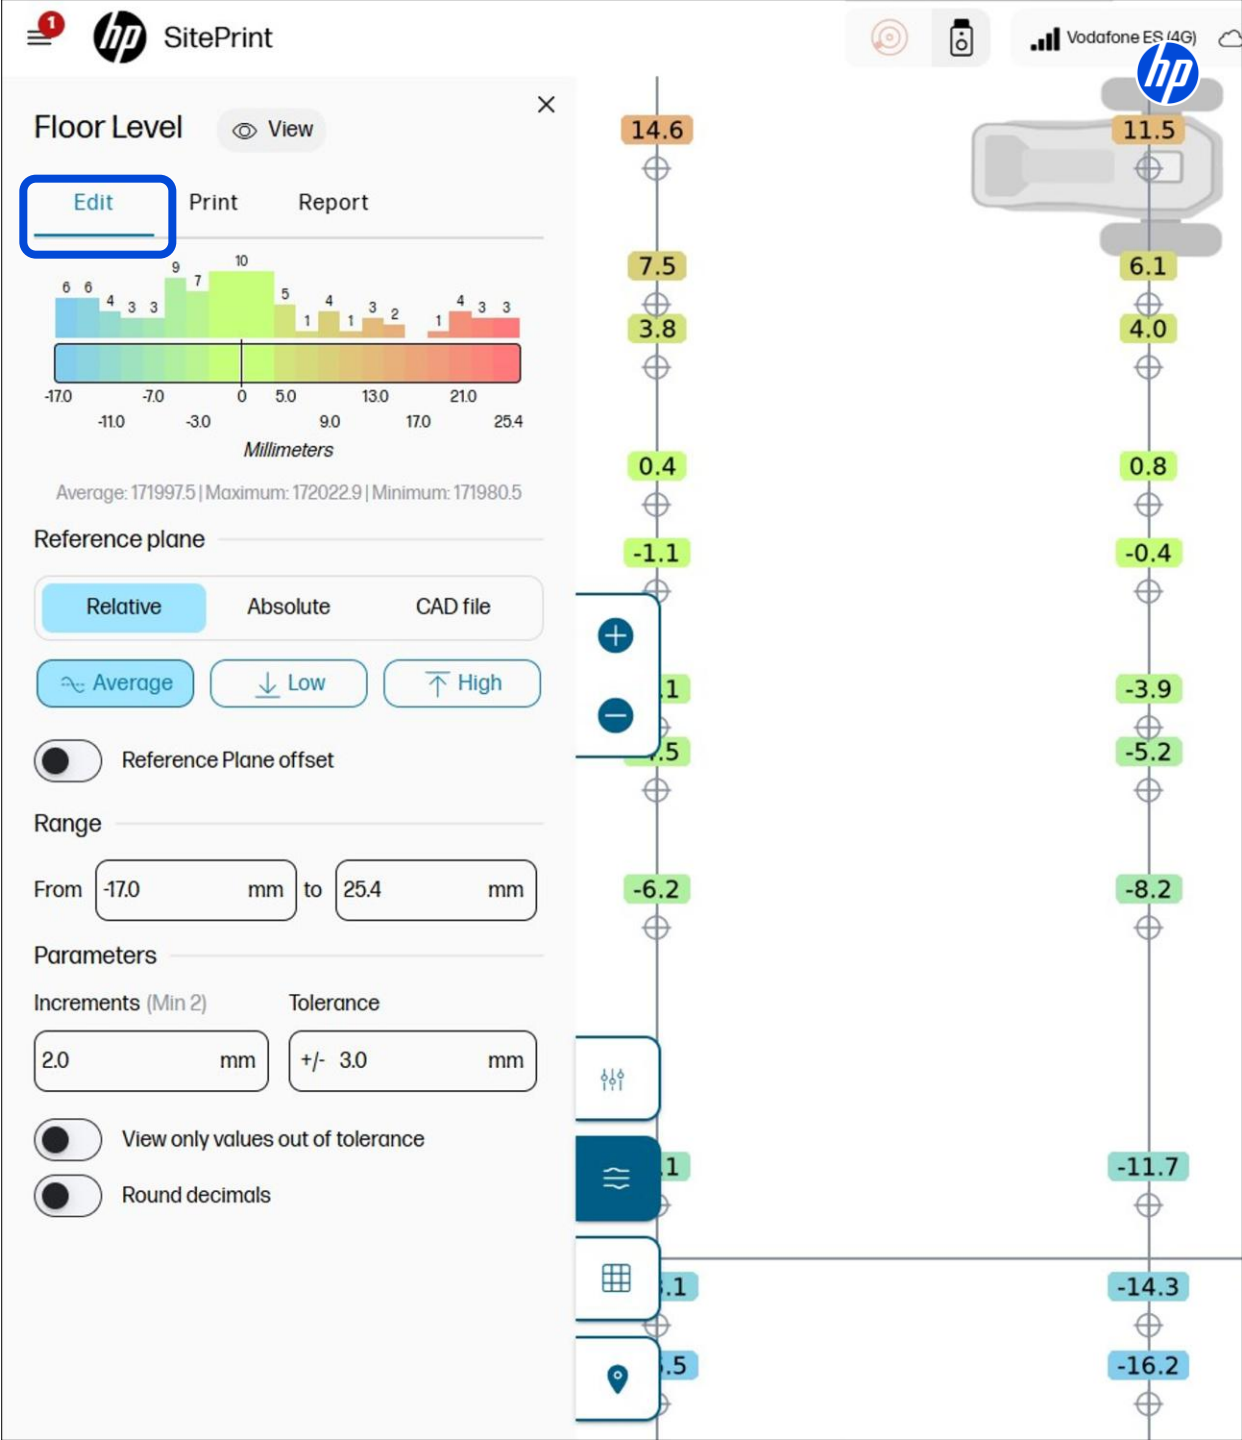 1
hp
SitePrint
Vodafone ES (4G)
hp
Floor Level
View
Edit
Print
Report
6 6 4 3 3 9 7 10 5 1 4 1 3 2 1 4 3 3
-17.0 -7.0 0 5.0 13.0 21.0
-11.0 -3.0 9.0 17.0 25.4
Millimeters
Average: 171997.5 | Maximum: 172022.9 | Minimum: 171980.5
Reference plane
Relative
Absolute
CAD file
Average
Low
High
Reference Plane offset
Range
From -17.0 mm to 25.4 mm
Parameters
Increments (Min 2)
Tolerance
2.0 mm
+/- 3.0 mm
View only values out of tolerance
Round decimals
14.6
11.5
7.5
6.1
3.8
4.0
0.4
0.8
-1.1
-0.4
.1
-3.9
.5
-5.2
-6.2
-8.2
.1
-11.7
.1
-14.3
.5
-16.2